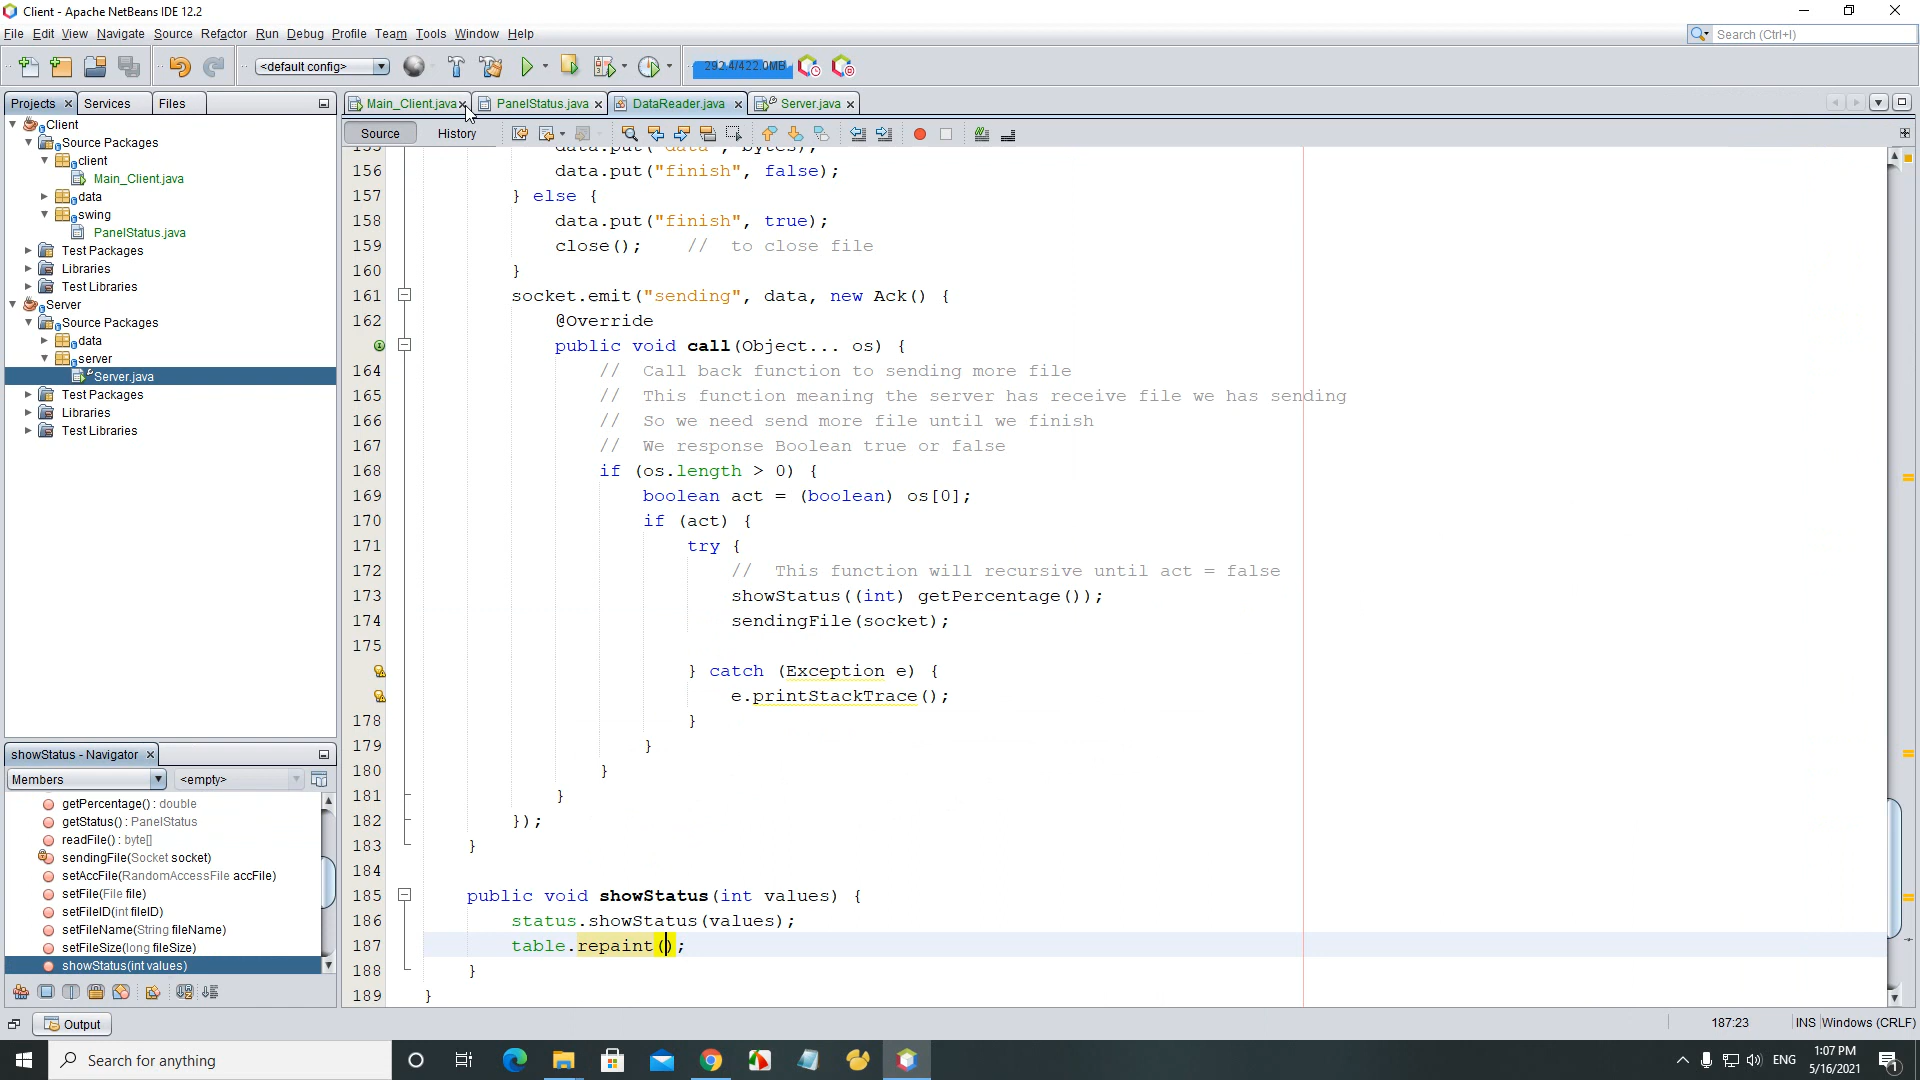 Client - Apache NetBeans IDE 12.2
File Edit View Navigate Source Refactor Run Debug Profile Team Tools Window Help
Search (Ctrl+I)
<default config>
292.4/422.0MB
Projects Services Files
Main_Client.java PanelStatus.java DataReader.java Server.java
Source History
Client
Source Packages
client
Main_Client.java
data
swing
PanelStatus.java
Test Packages
Libraries
Test Libraries
Server
Source Packages
data
server
Server.java
Test Packages
Libraries
Test Libraries
155 data.put("data", bytes);
156 data.put("finish", false);
157 } else {
158 data.put("finish", true);
159 close(); // to close file
160 }
161 socket.emit("sending", data, new Ack() {
162 @Override
public void call(Object... os) {
164 // Call back function to sending more file
165 // This function meaning the server has receive file we has sending
166 // So we need send more file until we finish
167 // We response Boolean true or false
168 if (os.length > 0) {
169 boolean act = (boolean) os[0];
170 if (act) {
171 try {
172 // This function will recursive until act = false
173 showStatus((int) getPercentage());
174 sendingFile(socket);
175
} catch (Exception e) {
e.printStackTrace();
178 }
179 }
180 }
181 }
182 });
183 }
184
185 public void showStatus(int values) {
186 status.showStatus(values);
187 table.repaint();
188 }
189 }
showStatus - Navigator
Members <empty>
getPercentage() : double
getStatus() : PanelStatus
readFile() : byte[]
sendingFile(Socket socket)
setAccFile(RandomAccessFile accFile)
setFile(File file)
setFileID(int fileID)
setFileName(String fileName)
setFileSize(long fileSize)
showStatus(int values)
Output
187:23 INS Windows (CRLF)
Search for anything
ENG
1:07 PM
5/16/2021
1